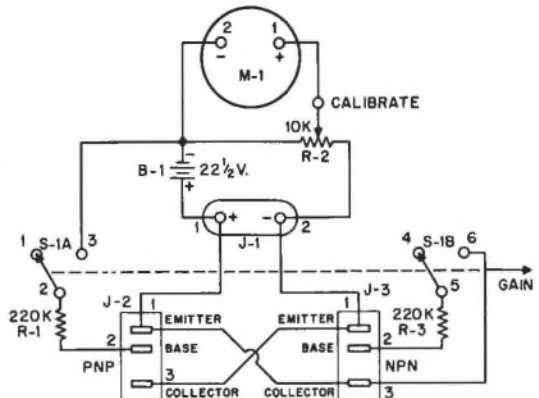 2 1
- +
M-1
CALIBRATE
10K
R-2
B-1 - 22½V.
+
1 + - 2
J-1
1 S-1A 3
2
4 S-1B 6
5
GAIN
J-2 1
J-3 1
220K
R-1
220K
R-3
EMITTER EMITTER
2 BASE BASE 2
PNP NPN
3 COLLECTOR COLLECTOR 3